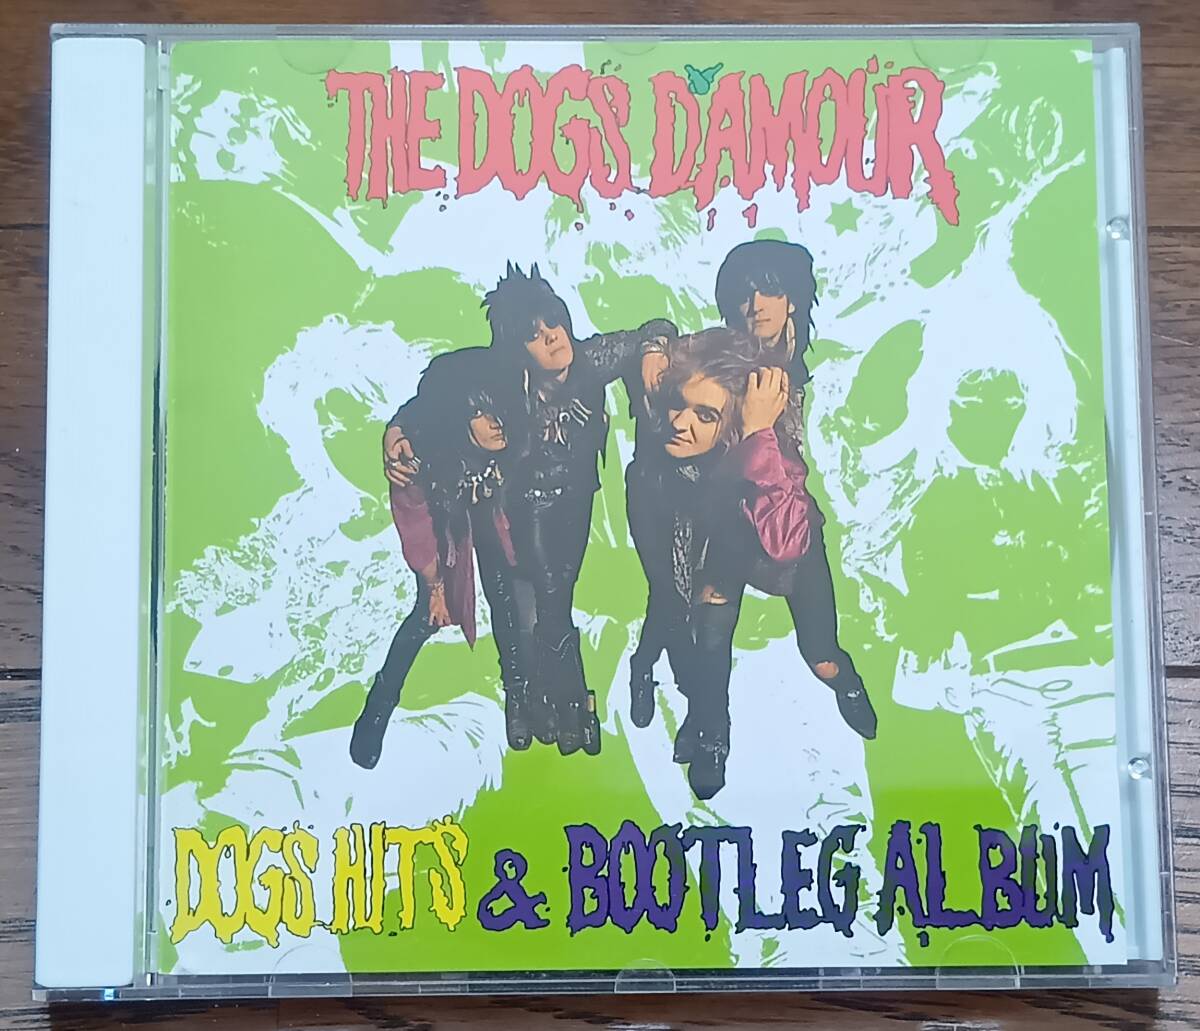 THE DOGS D'AMOUR
DOGS HITS & BOOTLEG ALBUM